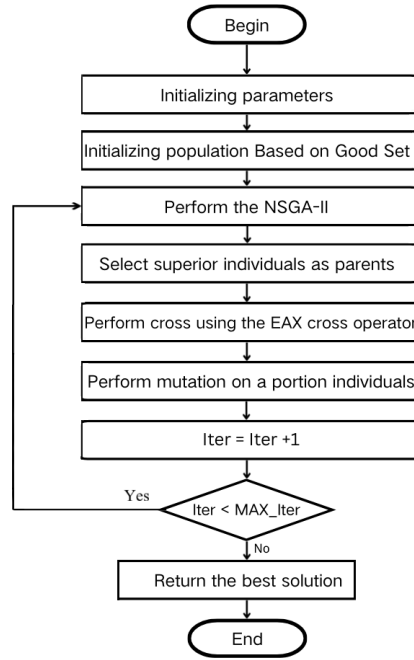 Begin
Initializing parameters
Initializing population Based on Good Set
Perform the NSGA-II
Select superior individuals as parents
Perform cross using the EAX cross operator
Perform mutation on a portion individuals
Iter = Iter +1
Yes
Iter < MAX_Iter
No
Return the best solution
End